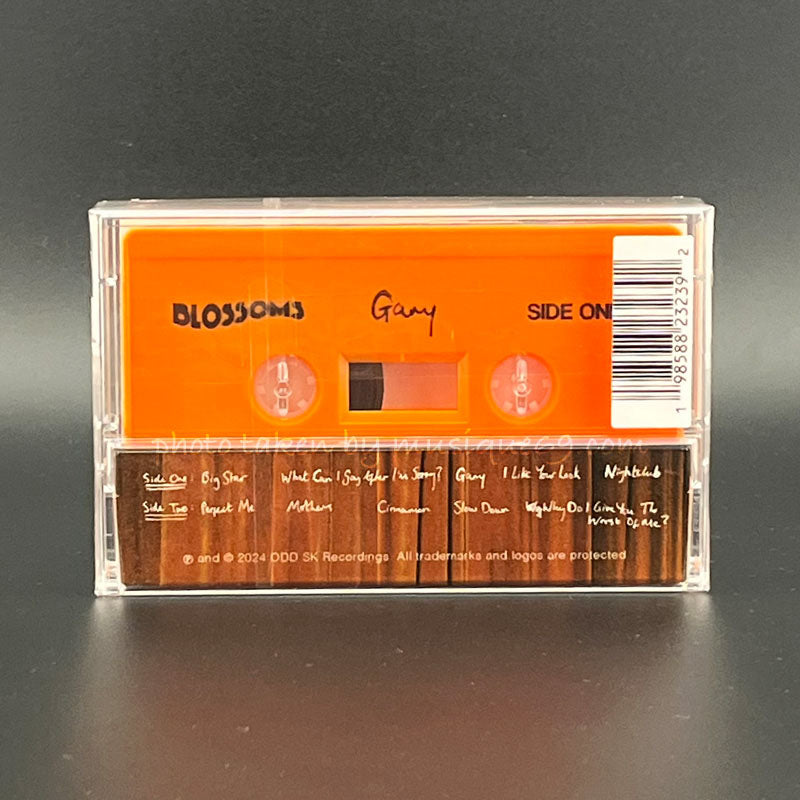 BLOSSOMS Gary SIDE ONE
1 98588 23239 2
photo taken by musique69.com
Side One: Big Star What Can I Say After I'm Sorry? Gary I Like Your Look Nightclub
Side Two: Perfect Me Mothers Cinnamon Slow Down Why Do I Give You The
Worst Of Me?
℗ and © 2024 ODD SK Recordings. All trademarks and logos are protected